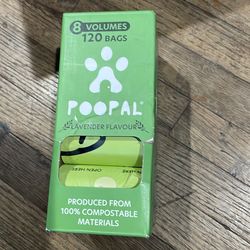 8 VOLUMES
120 BAGS
POOPAL
LAVENDER FLAVOUR
OPEN HERE
PRODUCED FROM
100% COMPOSTABLE
MATERIALS